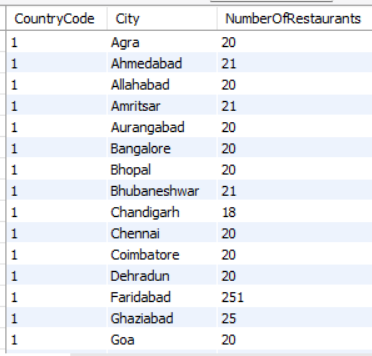 CountryCode City NumberOfRestaurants
1 Agra 20
1 Ahmedabad 21
1 Allahabad 20
1 Amritsar 21
1 Aurangabad 20
1 Bangalore 20
1 Bhopal 20
1 Bhubaneshwar 21
1 Chandigarh 18
1 Chennai 20
1 Coimbatore 20
1 Dehradun 20
1 Faridabad 251
1 Ghaziabad 25
1 Goa 20